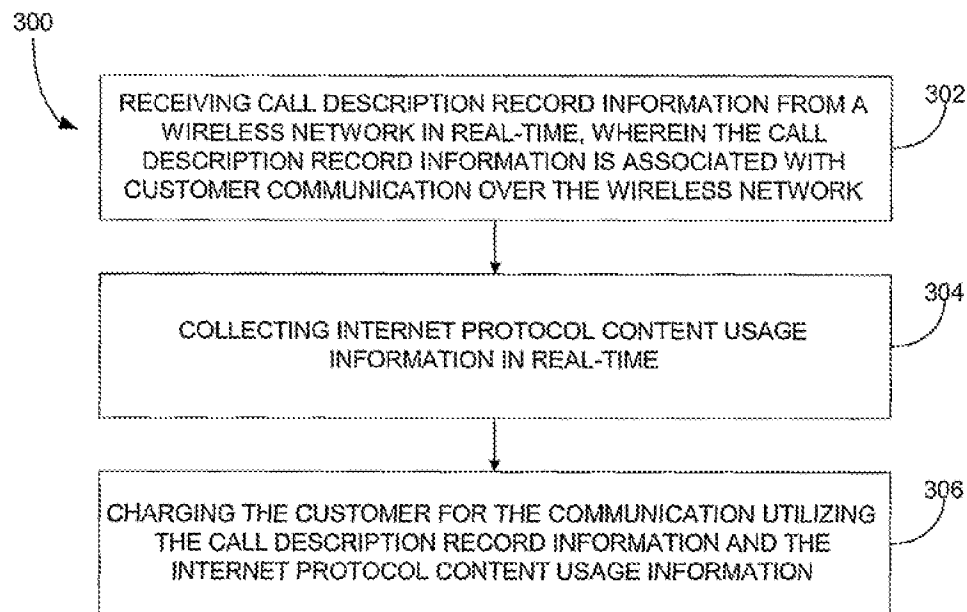 300
RECEIVING CALL DESCRIPTION RECORD INFORMATION FROM A
WIRELESS NETWORK IN REAL-TIME, WHEREIN THE CALL
DESCRIPTION RECORD INFORMATION IS ASSOCIATED WITH
CUSTOMER COMMUNICATION OVER THE WIRELESS NETWORK
302
COLLECTING INTERNET PROTOCOL CONTENT USAGE
INFORMATION IN REAL-TIME
304
CHARGING THE CUSTOMER FOR THE COMMUNICATION UTILIZING
THE CALL DESCRIPTION RECORD INFORMATION AND THE
INTERNET PROTOCOL CONTENT USAGE INFORMATION
306